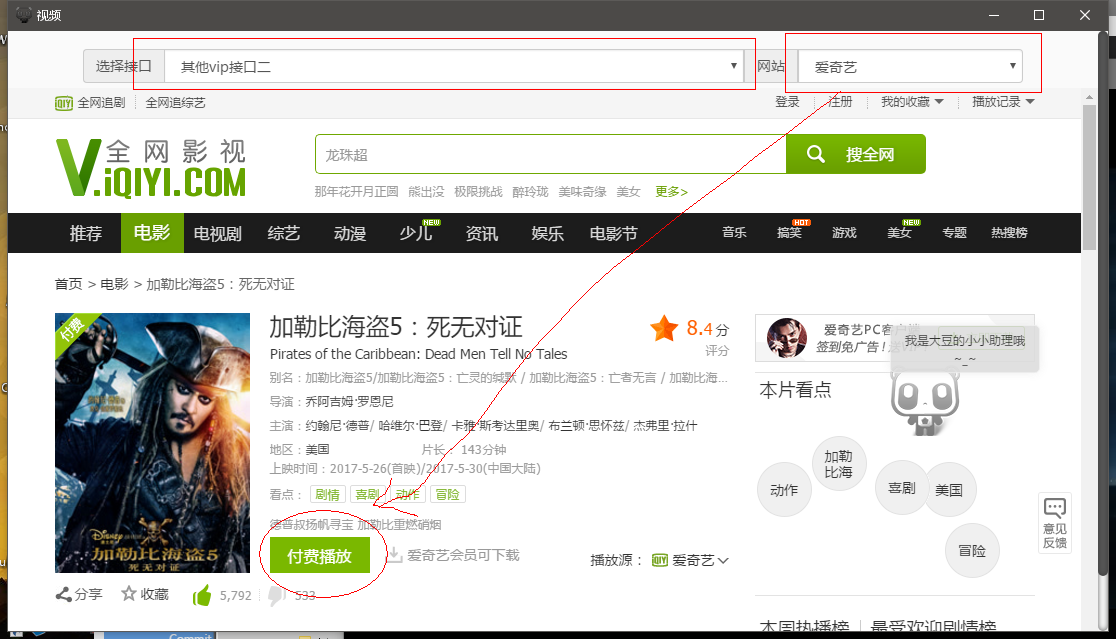 视频
选择接口 其他vip接口二 网站 爱奇艺
QIY 全网追剧 全网追综艺 登录 注册 我的收藏 播放记录
全网影视
V.iQIYI.COM
龙珠超 搜全网
那年花开月正圆 熊出没 极限挑战 醉玲珑 美味奇缘 美女 更多>
推荐 电影 电视剧 综艺 动漫 少儿 NEW 资讯 娱乐 电影节 音乐 搞笑 HOT 游戏 美女 NEW 专题 热搜榜
首页 > 电影 > 加勒比海盗5：死无对证
付费
加勒比海盗5：死无对证
8.4分
评分
Pirates of the Caribbean: Dead Men Tell No Tales
别名：加勒比海盗5/加勒比海盗5：亡灵的缄默 / 加勒比海盗5：亡者无言 / 加勒比海...
导演：乔阿吉姆·罗恩尼
主演：约翰尼·德普/ 哈维尔·巴登/ 卡雅·斯考达里奥/ 布兰顿·思怀兹/ 杰弗里·拉什
地区：美国 片长： 143分钟
上映时间：2017-5-26(首映)/2017-5-30(中国大陆)
看点： 剧情 喜剧 动作 冒险
德普叔扬帆寻宝 加勒比重燃硝烟
付费播放 爱奇艺会员可下载 播放源： QIY 爱奇艺
Disney
加勒比海盗5
死无对证
分享 收藏 5,792 533
爱奇艺PC客户端
签到免广告！
我是大豆的小小助理哦
~_~
本片看点
加勒
比海
动作 喜剧 美国
冒险
意见
反馈
本周热播榜 最受欢迎剧情榜
Commit